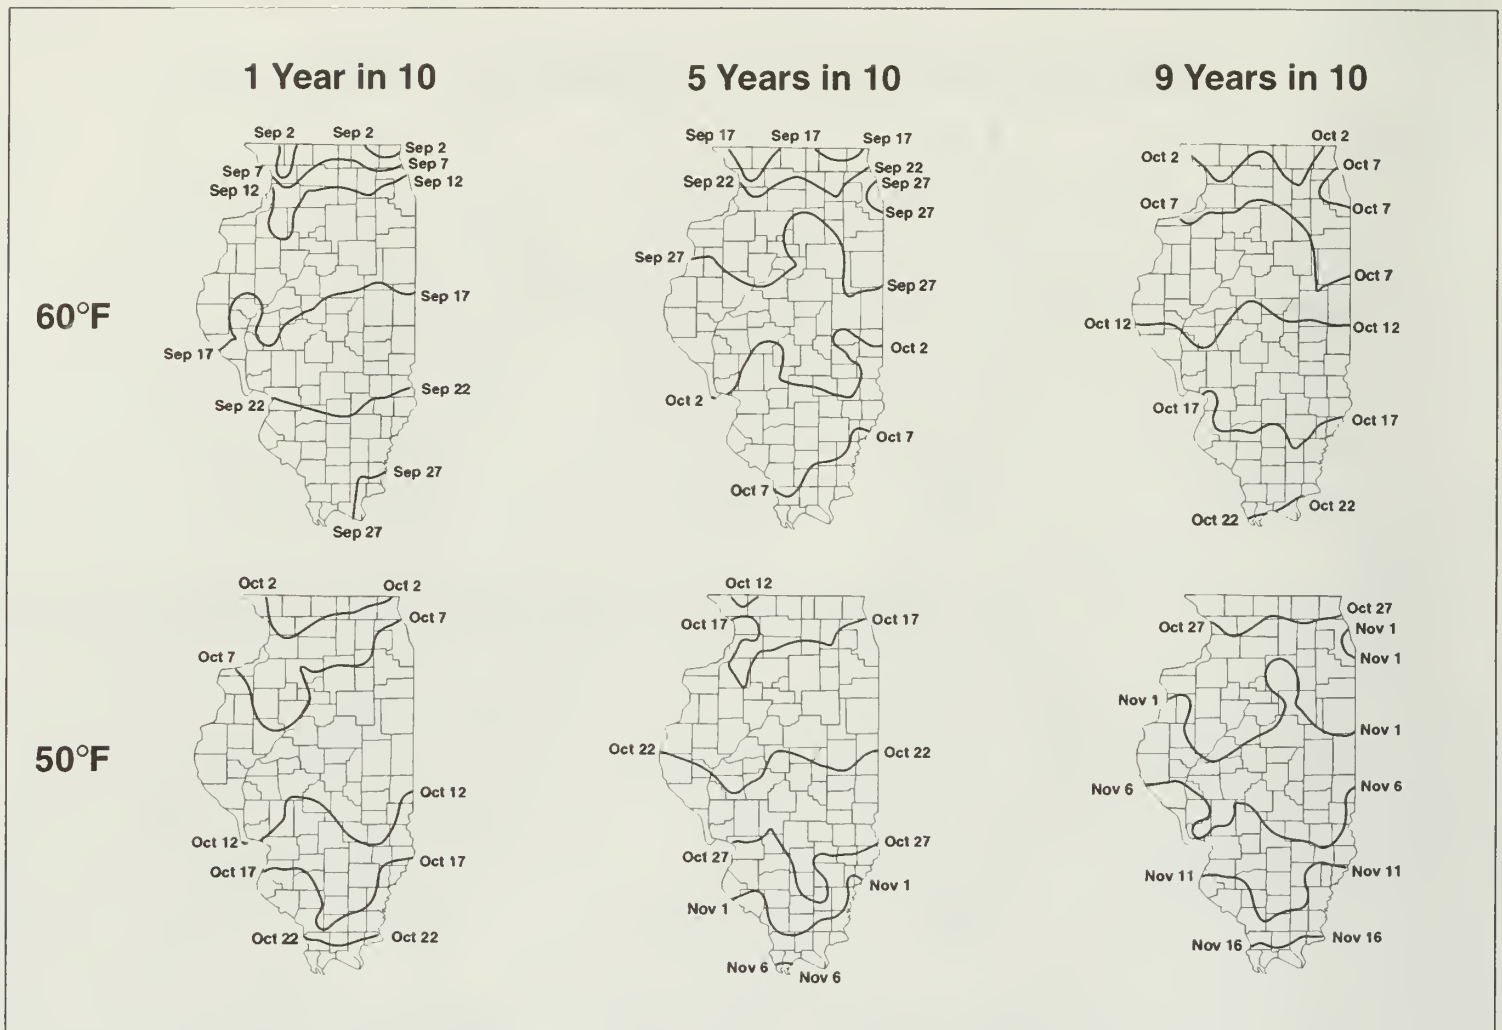 1 Year in 10
5 Years in 10
9 Years in 10
60°F
Sep 2 Sep 2
Sep 2
Sep 7 Sep 7
Sep 12 Sep 12
Sep 17
Sep 17
Sep 22 Sep 22
Sep 27
Sep 27
Sep 17 Sep 17 Sep 17
Sep 22
Sep 22 Sep 27
Sep 27
Sep 27
Sep 27
Oct 2
Oct 2
Oct 7
Oct 7
Oct 2
Oct 2
Oct 7
Oct 7 Oct 7
Oct 7
Oct 12 Oct 12
Oct 17
Oct 17
Oct 22
Oct 22
50°F
Oct 2 Oct 2
Oct 7
Oct 7
Oct 12
Oct 12
Oct 17
Oct 17
Oct 22 Oct 22
Oct 12
Oct 17 Oct 17
Oct 22 Oct 22
Oct 27
Oct 27
Nov 1
Nov 1
Nov 6 Nov 6
Oct 27
Oct 27 Nov 1
Nov 1
Nov 1
Nov 1
Nov 6
Nov 6
Nov 11 Nov 11
Nov 16 Nov 16